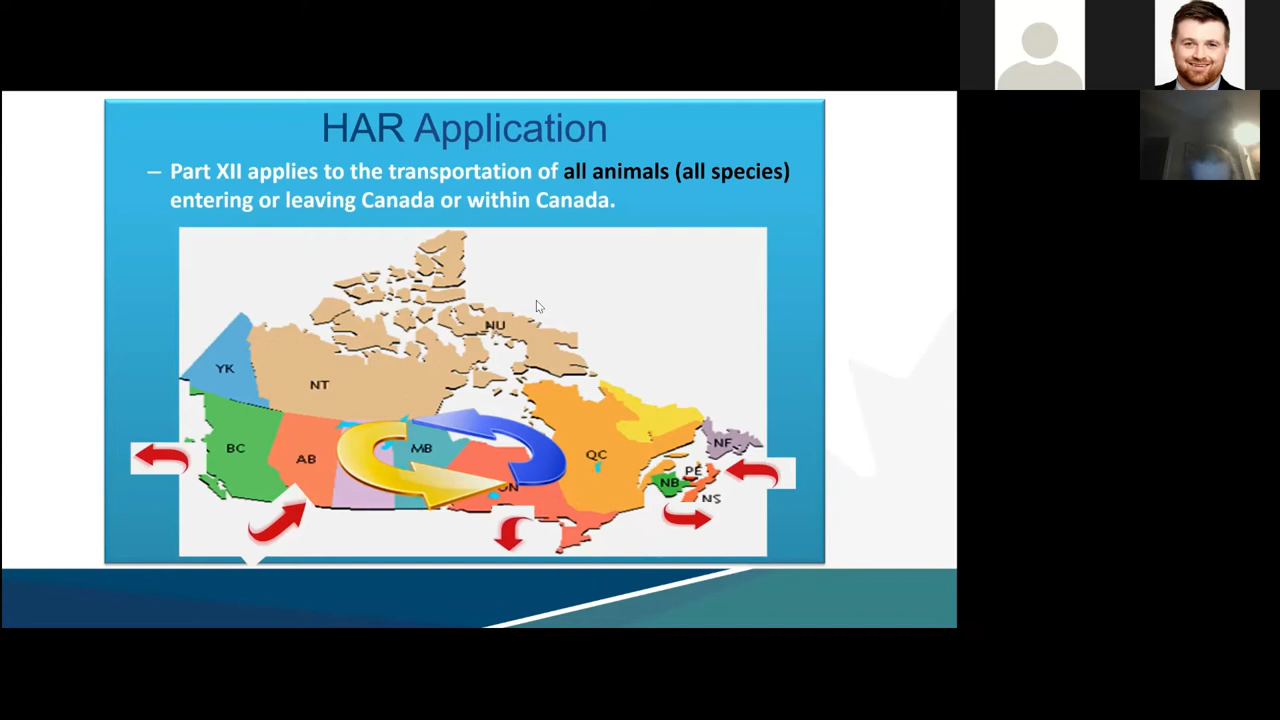 HAR Application
– Part XII applies to the transportation of all animals (all species)
entering or leaving Canada or within Canada.
NU
YK
NT
BC
AB
MB
ON
QC
NF
PE
NB
NS